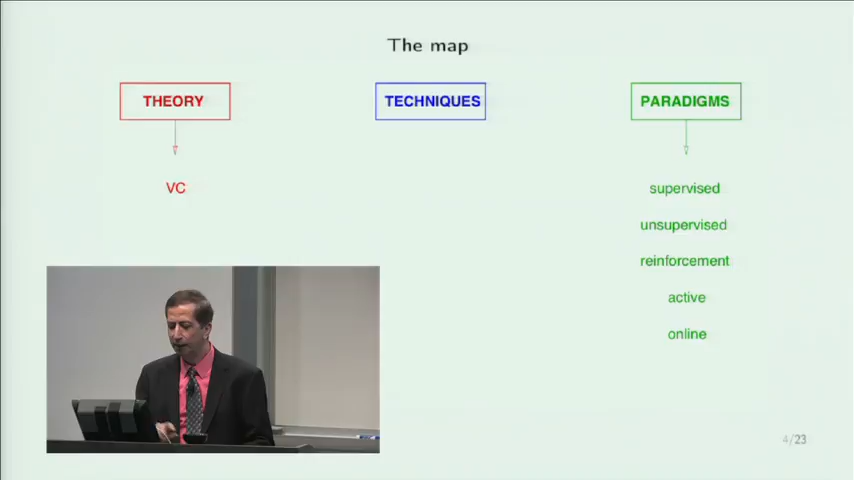 The map
THEORY
TECHNIQUES
PARADIGMS
VC
supervised
unsupervised
reinforcement
active
online
4/23